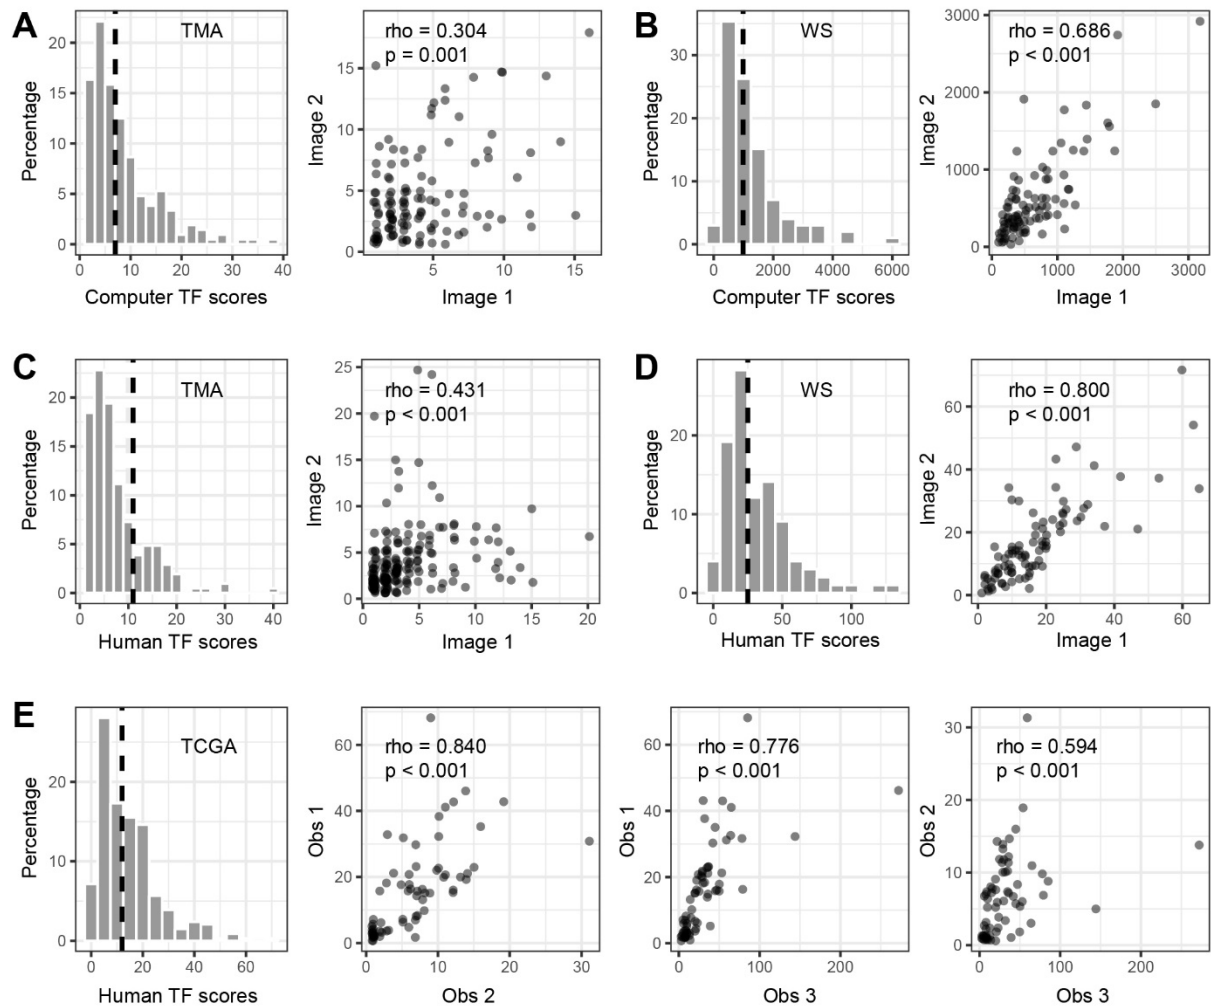 A
TMA
Percentage
20
15
10
5
0
0 10 20 30 40
Computer TF scores
rho = 0.304
p = 0.001
Image 2
15
10
5
0
5 10 15
Image 1
B
WS
Percentage
30
20
10
0
0 2000 4000 6000
Computer TF scores
rho = 0.686
p < 0.001
Image 2
3000
2000
1000
0
0 1000 2000 3000
Image 1
C
TMA
Percentage
20
15
10
5
0
0 10 20 30 40
Human TF scores
rho = 0.431
p < 0.001
Image 2
25
20
15
10
5
0
0 5 10 15 20
Image 1
D
WS
Percentage
20
10
0
0 50 100
Human TF scores
rho = 0.800
p < 0.001
Image 2
60
40
20
0
0 20 40 60
Image 1
E
TCGA
Percentage
20
10
0
0 20 40 60
Human TF scores
rho = 0.840
p < 0.001
Obs 1
60
40
20
0
0 10 20 30
Obs 2
rho = 0.776
p < 0.001
Obs 1
60
40
20
0
0 100 200
Obs 3
rho = 0.594
p < 0.001
Obs 2
30
20
10
0
0 100 200
Obs 3